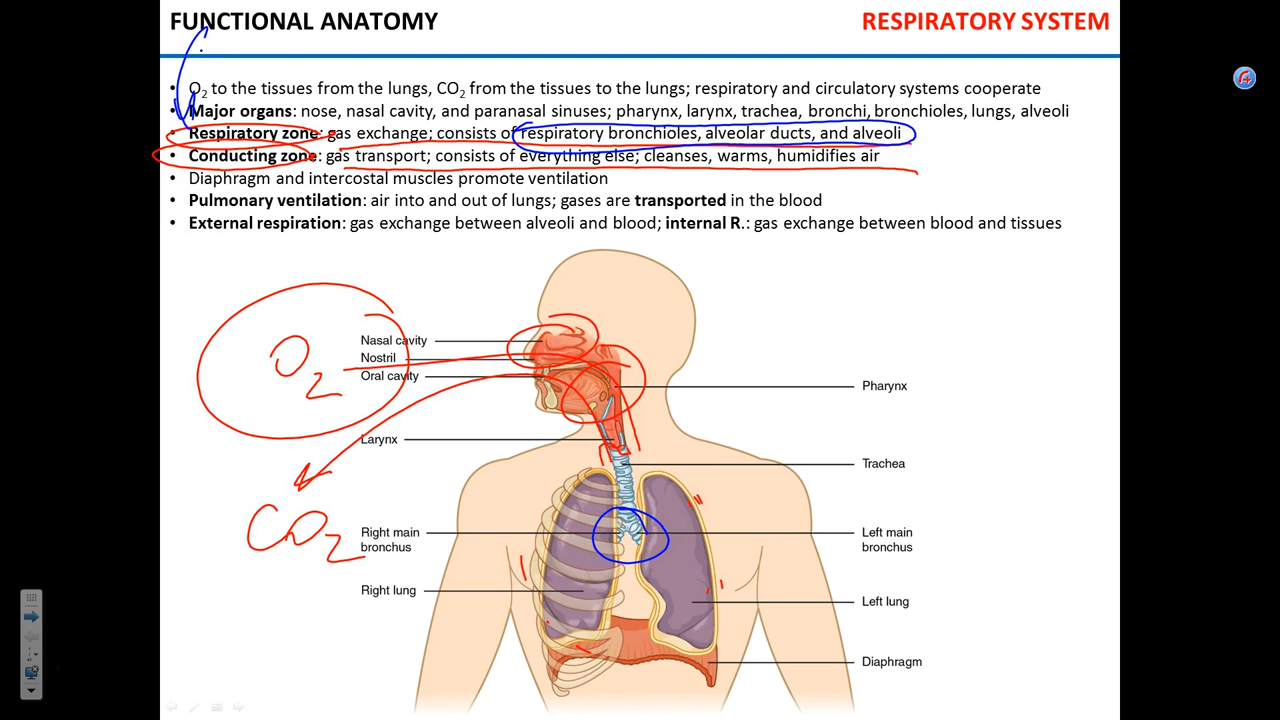 FUNCTIONAL ANATOMY
RESPIRATORY SYSTEM
• O2 to the tissues from the lungs, CO2 from the tissues to the lungs; respiratory and circulatory systems cooperate
• Major organs: nose, nasal cavity, and paranasal sinuses; pharynx, larynx, trachea, bronchi, bronchioles, lungs, alveoli
• Respiratory zone: gas exchange; consists of respiratory bronchioles, alveolar ducts, and alveoli
• Conducting zone: gas transport; consists of everything else; cleanses, warms, humidifies air
• Diaphragm and intercostal muscles promote ventilation
• Pulmonary ventilation: air into and out of lungs; gases are transported in the blood
• External respiration: gas exchange between alveoli and blood; internal R.: gas exchange between blood and tissues
Nasal cavity
Nostril
Oral cavity
O2
Pharynx
Larynx
Trachea
CO2
Right main
bronchus
Left main
bronchus
Right lung
Left lung
Diaphragm